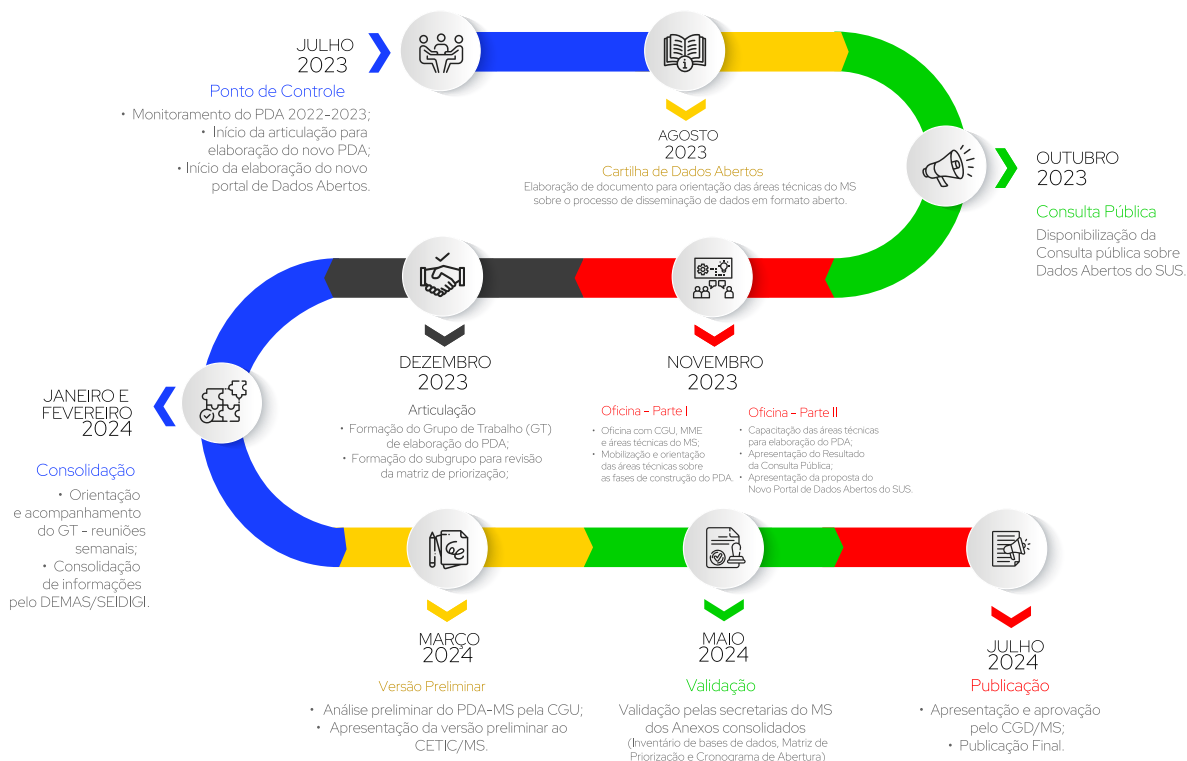 JULHO
2023
Ponto de Controle
• Monitoramento do PDA 2022-2023;
• Início da articulação para
elaboração do novo PDA;
• Início da elaboração do novo
portal de Dados Abertos.
AGOSTO
2023
Cartilha de Dados Abertos
Elaboração de documento para orientação das áreas técnicas do MS
sobre o processo de disseminação de dados em formato aberto.
OUTUBRO
2023
Consulta Pública
Disponibilização da
Consulta pública sobre
Dados Abertos do SUS.
NOVEMBRO
2023
Oficina - Parte I
• Oficina com CGU, MME
e áreas técnicas do MS;
• Mobilização e orientação
das áreas técnicas sobre
as fases de construção do PDA.
Oficina - Parte II
• Capacitação das áreas técnicas
para elaboração do PDA;
• Apresentação do Resultado
da Consulta Pública;
• Apresentação da proposta do
Novo Portal de Dados Abertos do SUS.
DEZEMBRO
2023
Articulação
• Formação do Grupo de Trabalho (GT)
de elaboração do PDA;
• Formação do subgrupo para revisão
da matriz de priorização;
JANEIRO E
FEVEREIRO
2024
Consolidação
• Orientação
e acompanhamento
do GT - reuniões
semanais;
• Consolidação
de informações
pelo DEMAS/SEIDIGI.
MARÇO
2024
Versão Preliminar
• Análise preliminar do PDA-MS pela CGU;
• Apresentação da versão preliminar ao
CETIC/MS.
MAIO
2024
Validação
Validação pelas secretarias do MS
dos Anexos consolidados
(Inventário de bases de dados, Matriz de
Priorização e Cronograma de Abertura)
JULHO
2024
Publicação
• Apresentação e aprovação
pelo CGD/MS;
• Publicação Final.